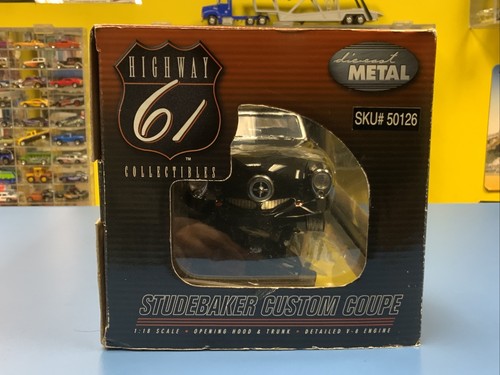 HIGHWAY
61
TM
COLLECTIBLES
diecast
METAL
SKU# 50126
STUDEBAKER CUSTOM COUPE
1:18 SCALE • OPENING HOOD & TRUNK • DETAILED V-8 ENGINE